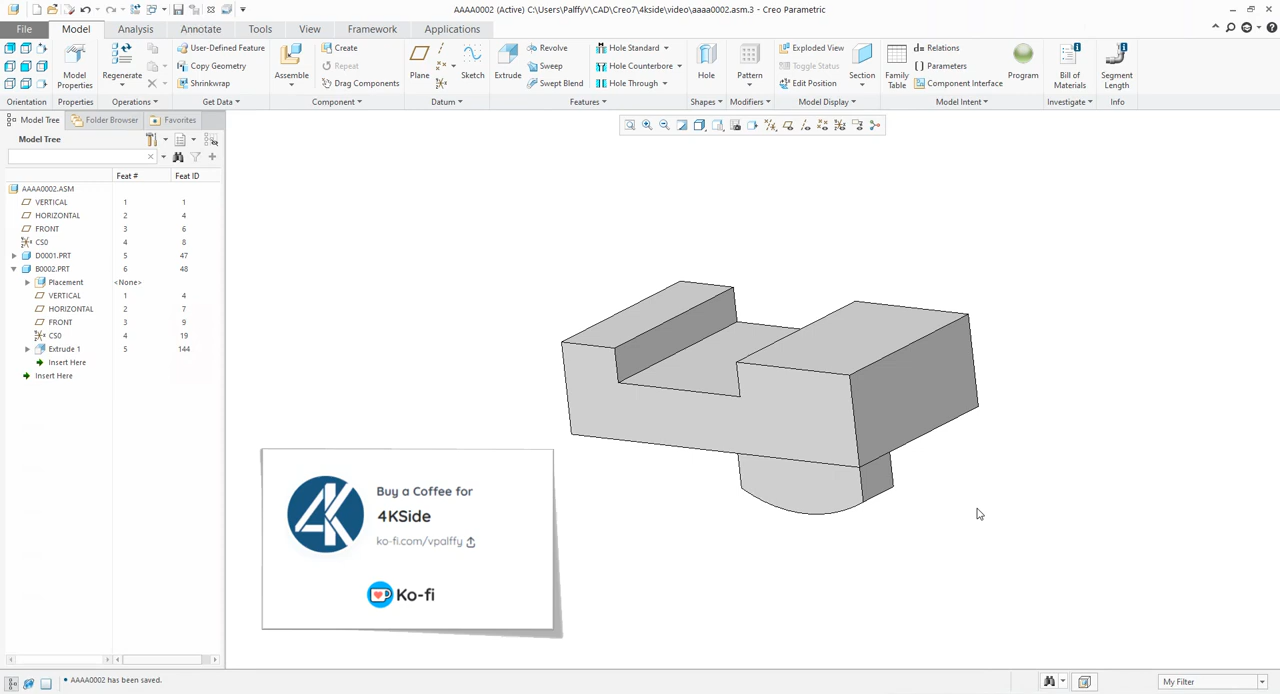 AAAA0002 (Active) C:\Users\PalffyV\CAD\Creo7\4kside\video\aaaa0002.asm.3 - Creo Parametric
File Model Analysis Annotate Tools View Framework Applications
Model Properties
Regenerate
User-Defined Feature
Copy Geometry
Shrinkwrap
Assemble
Create
Repeat
Drag Components
Plane
Sketch
Extrude
Revolve
Sweep
Swept Blend
Hole Standard
Hole Counterbore
Hole Through
Hole
Pattern
Exploded View
Toggle Status
Edit Position
Section
Family Table
Relations
Parameters
Component Interface
Program
Bill of Materials
Segment Length
Orientation Properties Operations Get Data Component Datum Features Shapes Modifiers Model Display Model Intent Investigate Info
Model Tree Folder Browser Favorites
Model Tree
Feat # Feat ID
AAAA0002.ASM
VERTICAL 1 1
HORIZONTAL 2 4
FRONT 3 6
CS0 4 8
D0001.PRT 5 47
B0002.PRT 6 48
Placement <None>
VERTICAL 1 4
HORIZONTAL 2 7
FRONT 3 9
CS0 4 19
Extrude 1 5 144
Insert Here
Insert Here
4K
Buy a Coffee for
4KSide
ko-fi.com/vpalffy
Ko-fi
AAAA0002 has been saved.
My Filter